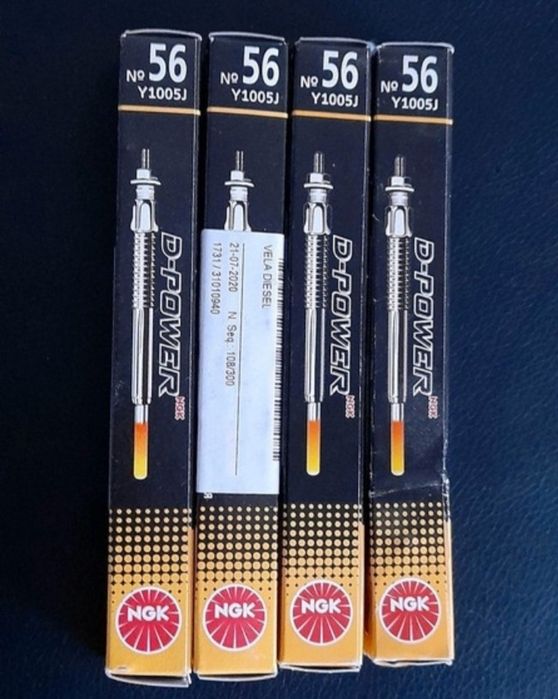 No 56
Y1005J
D-POWER NGK
NGK
No 56
Y1005J
VELA DIESEL
21-07-2020 N. Seq.: 108/300
1731 / 31010940
NGK
No 56
Y1005J
D-POWER NGK
NGK
No 56
Y1005J
D-POWER NGK
NGK